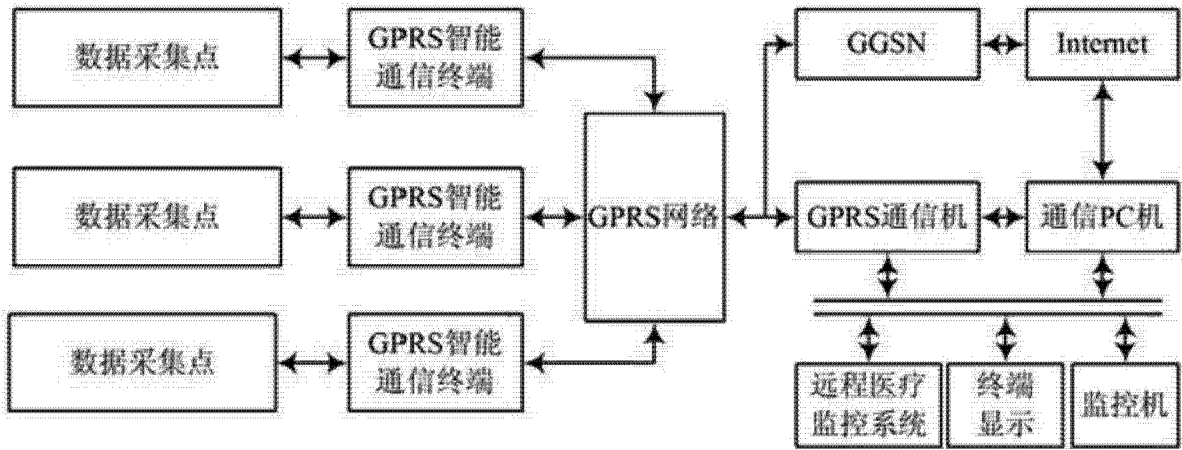 数据采集点
GPRS智能
通信终端
GGSN
Internet
数据采集点
GPRS智能
通信终端
GPRS网络
GPRS通信机
通信PC机
数据采集点
GPRS智能
通信终端
远程医疗
监控系统
终端
显示
监控机